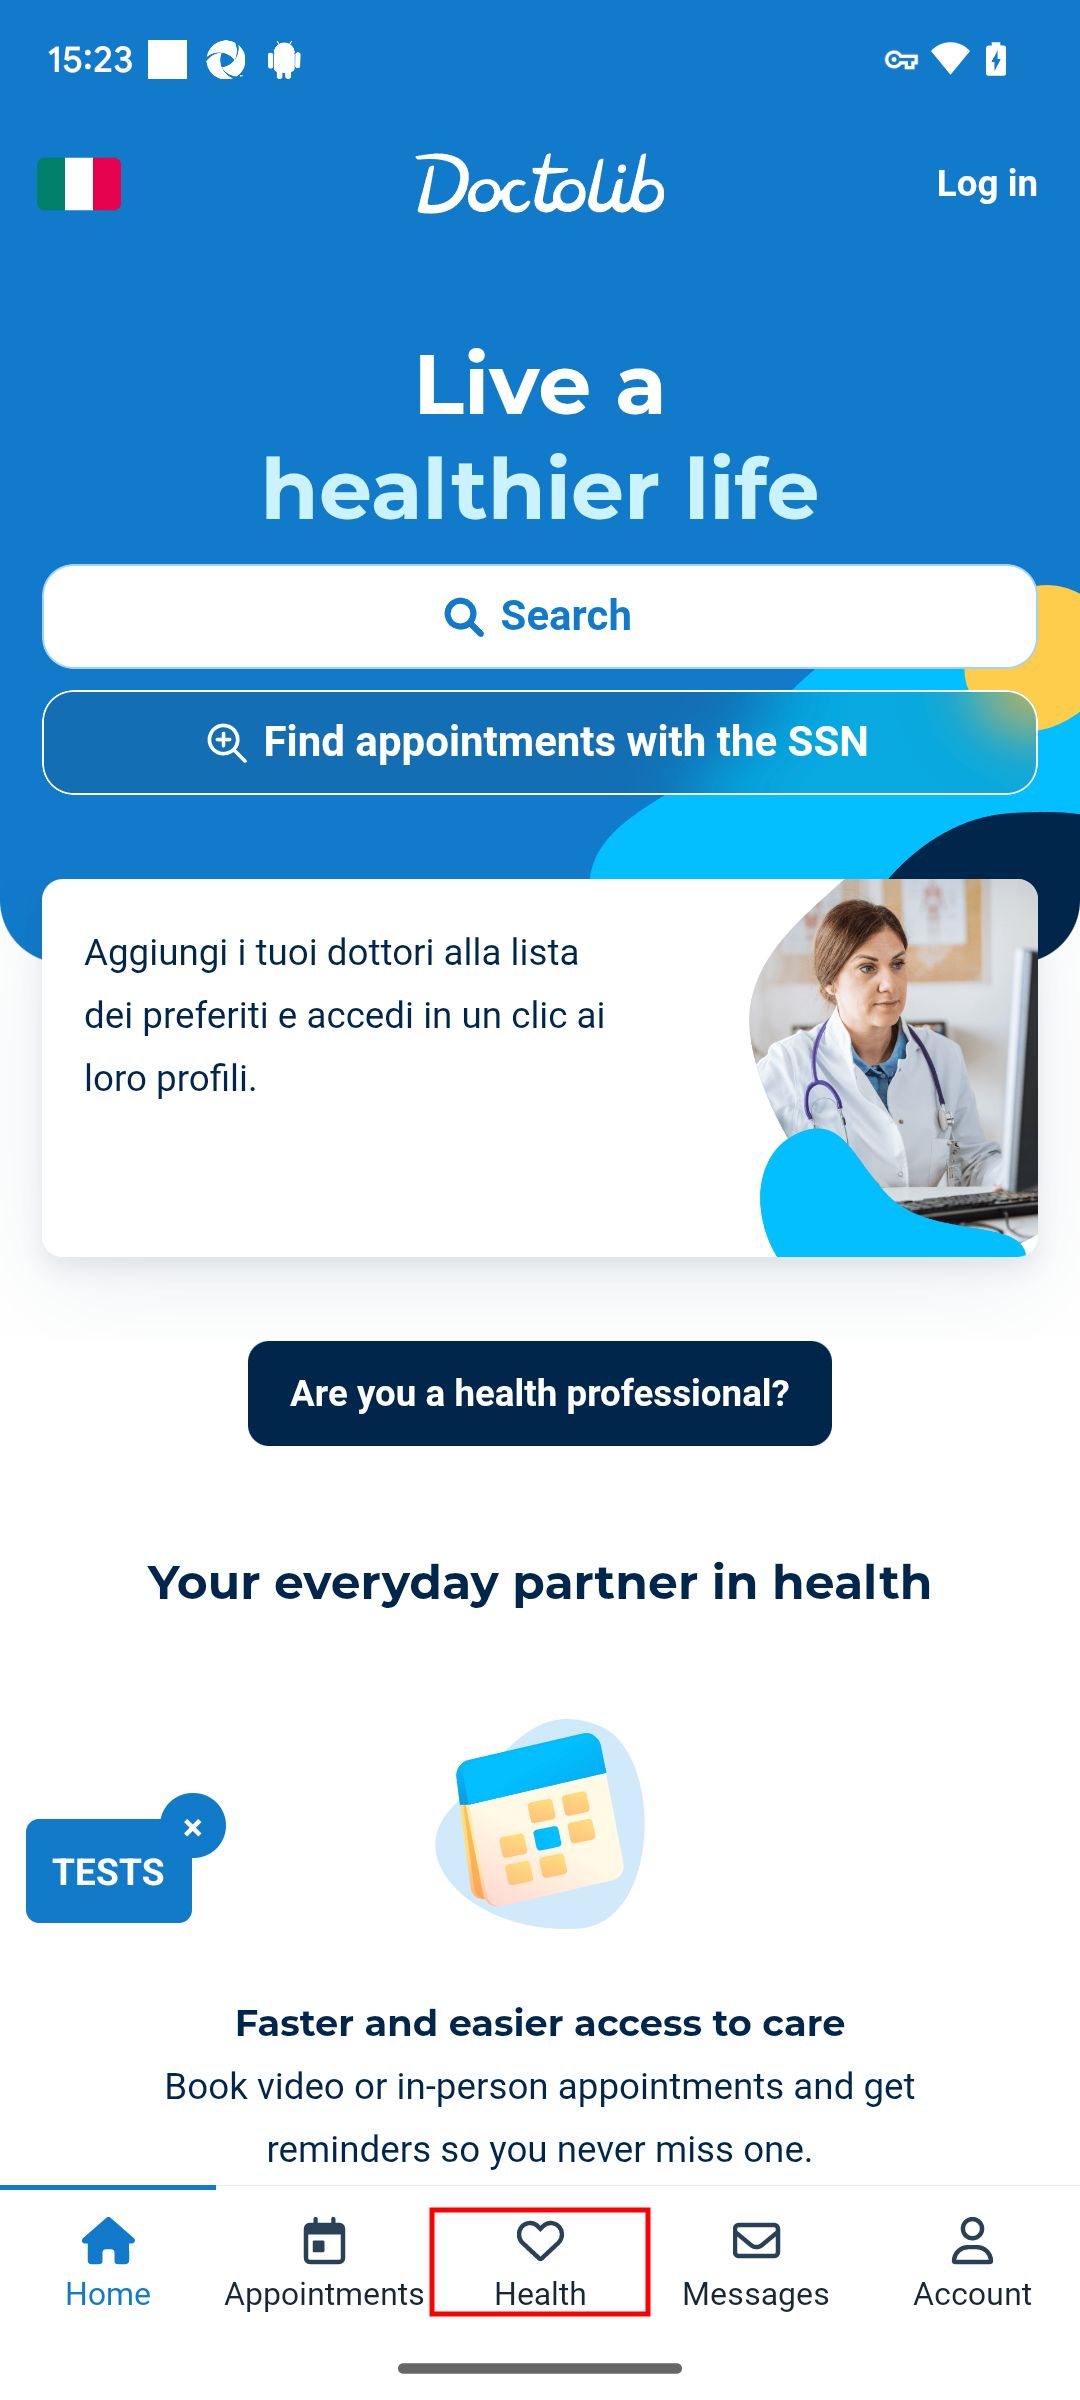 15:23
Doctolib
Log in
Live a
healthier life
Search
Find appointments with the SSN
Aggiungi i tuoi dottori alla lista
dei preferiti e accedi in un clic ai
loro profili.
Are you a health professional?
Your everyday partner in health
TESTS
Faster and easier access to care
Book video or in-person appointments and get
reminders so you never miss one.
Home
Appointments
Health
Messages
Account